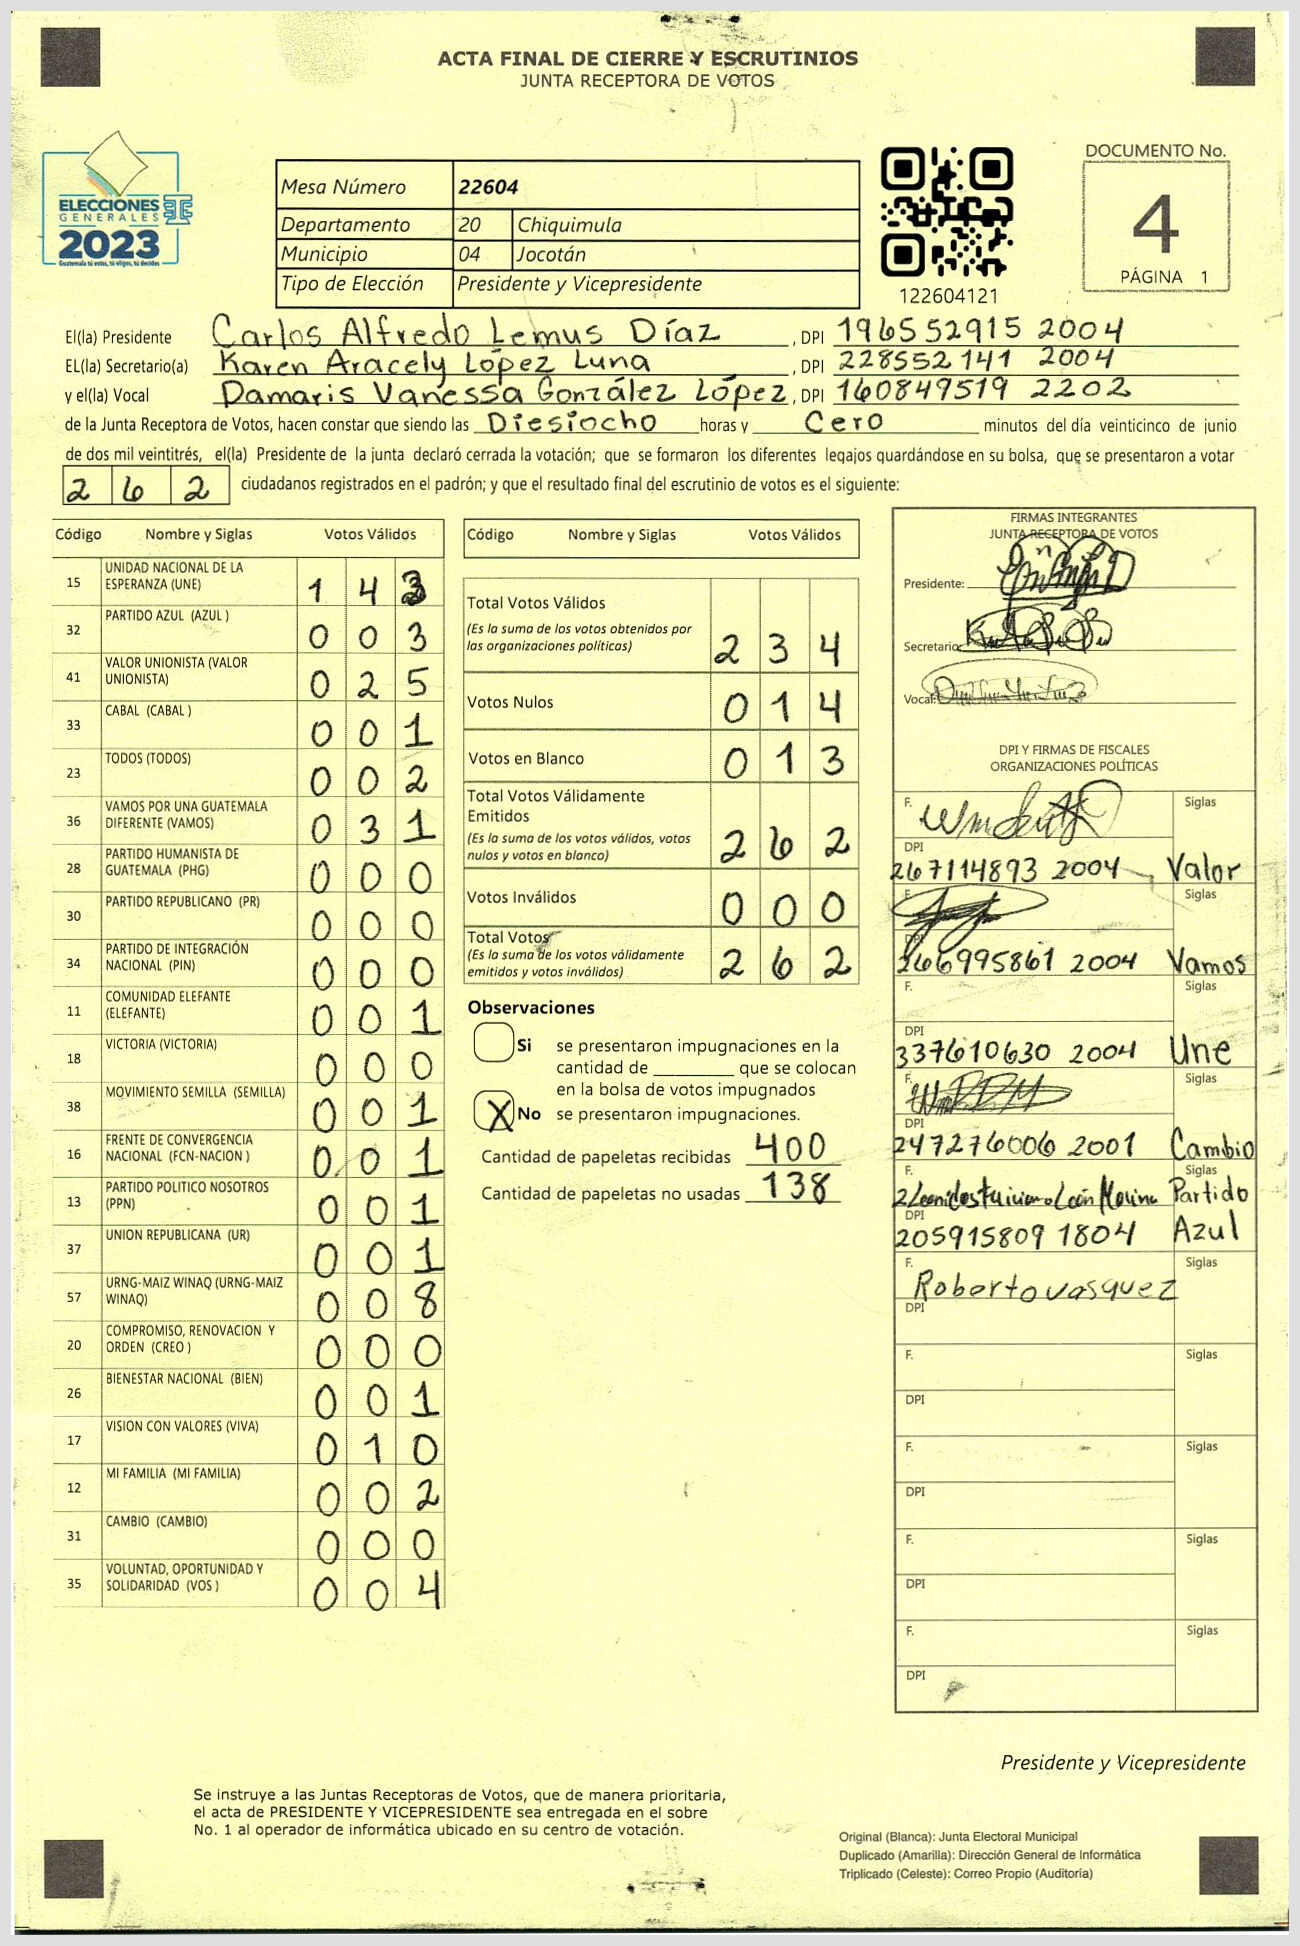 ACTA FINAL DE CIERRE Y ESCRUTINIOS
JUNTA RECEPTORA DE VOTOS
ELECCIONES
GENERALES
2023
Guatemala tú votas, tú eliges, tú decides
Mesa Número 22604
Departamento 20 Chiquimula
Municipio 04 Jocotán
Tipo de Elección Presidente y Vicepresidente
122604121
DOCUMENTO No.
4
PÁGINA 1
El(la) Presidente Carlos Alfredo Lemus Díaz, DPI 196552915 2004
EL(la) Secretario(a) Karen Aracely López Luna, DPI 228552141 2004
y el(la) Vocal Damaris Vanessa González López, DPI 160849519 2202
de la Junta Receptora de Votos, hacen constar que siendo las Diesiocho horas y Cero minutos del día veinticinco de junio
de dos mil veintitrés, el(la) Presidente de la junta declaró cerrada la votación; que se formaron los diferentes legajos quardándose en su bolsa, que se presentaron a votar
262 ciudadanos registrados en el padrón; y que el resultado final del escrutinio de votos es el siguiente:
Código Nombre y Siglas Votos Válidos
15 UNIDAD NACIONAL DE LA ESPERANZA (UNE) 1 4 3
32 PARTIDO AZUL (AZUL ) 0 0 3
41 VALOR UNIONISTA (VALOR UNIONISTA) 0 2 5
33 CABAL (CABAL ) 0 0 1
23 TODOS (TODOS) 0 0 2
36 VAMOS POR UNA GUATEMALA DIFERENTE (VAMOS) 0 3 1
28 PARTIDO HUMANISTA DE GUATEMALA (PHG) 0 0 0
30 PARTIDO REPUBLICANO (PR) 0 0 0
34 PARTIDO DE INTEGRACIÓN NACIONAL (PIN) 0 0 0
11 COMUNIDAD ELEFANTE (ELEFANTE) 0 0 1
18 VICTORIA (VICTORIA) 0 0 0
38 MOVIMIENTO SEMILLA (SEMILLA) 0 0 1
16 FRENTE DE CONVERGENCIA NACIONAL (FCN-NACION ) 0 0 1
13 PARTIDO POLITICO NOSOTROS (PPN) 0 0 1
37 UNION REPUBLICANA (UR) 0 0 1
57 URNG-MAIZ WINAQ (URNG-MAIZ WINAQ) 0 0 8
20 COMPROMISO, RENOVACION Y ORDEN (CREO ) 0 0 0
26 BIENESTAR NACIONAL (BIEN) 0 0 1
17 VISION CON VALORES (VIVA) 0 1 0
12 MI FAMILIA (MI FAMILIA) 0 0 2
31 CAMBIO (CAMBIO) 0 0 0
35 VOLUNTAD, OPORTUNIDAD Y SOLIDARIDAD (VOS ) 0 0 4
Código Nombre y Siglas Votos Válidos
Total Votos Válidos
(Es la suma de los votos obtenidos por
las organizaciones políticas) 2 3 4
Votos Nulos 0 1 4
Votos en Blanco 0 1 3
Total Votos Válidamente
Emitidos
(Es la suma de los votos válidos, votos
nulos y votos en blanco) 2 6 2
Votos Inválidos 0 0 0
Total Votos
(Es la suma de los votos válidamente
emitidos y votos inválidos) 2 6 2
Observaciones
Si se presentaron impugnaciones en la
cantidad de ________ que se colocan
en la bolsa de votos impugnados
X No se presentaron impugnaciones.
Cantidad de papeletas recibidas 400
Cantidad de papeletas no usadas 138
FIRMAS INTEGRANTES
JUNTA RECEPTORA DE VOTOS
Presidente:
Secretario:
Vocal:
DPI Y FIRMAS DE FISCALES
ORGANIZACIONES POLÍTICAS
F. Siglas
DPI
267114893 2004 Valor
F. Siglas
DPI
266995861 2004 Vamos
F. Siglas
DPI
337610630 2004 Une
F. Siglas
DPI
247276006 2001 Cambio
F. Siglas
León Partido
DPI
205915809 1804 Azul
F. Siglas
Roberto vasquez
DPI
F. Siglas
DPI
F. Siglas
DPI
F. Siglas
DPI
F. Siglas
DPI
Presidente y Vicepresidente
Se instruye a las Juntas Receptoras de Votos, que de manera prioritaria,
el acta de PRESIDENTE Y VICEPRESIDENTE sea entregada en el sobre
No. 1 al operador de informática ubicado en su centro de votación.
Original (Blanca): Junta Electoral Municipal
Duplicado (Amarilla): Dirección General de Informática
Triplicado (Celeste): Correo Propio (Auditoría)